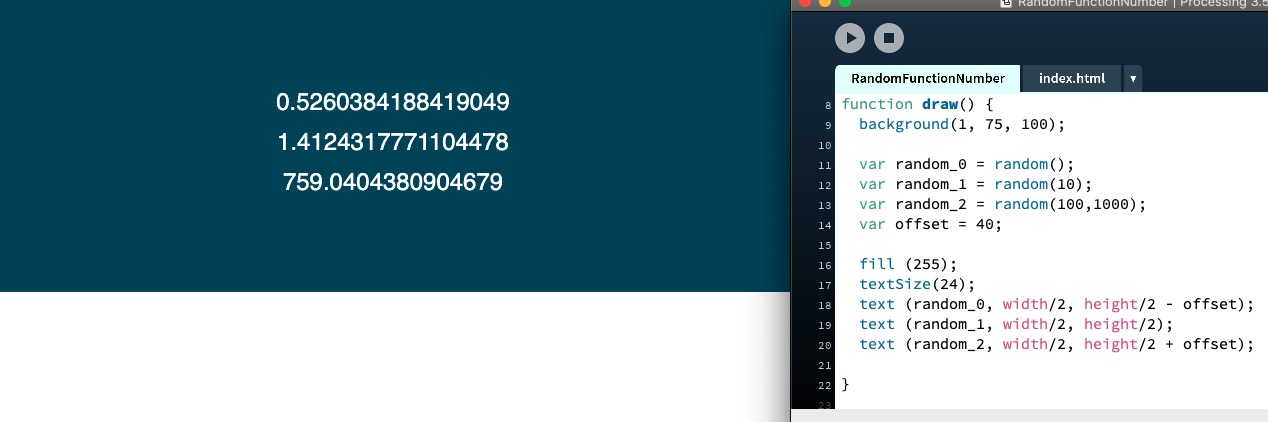 0.5260384188419049
1.4124317771104478
759.0404380904679
RandomFunctionNumber | Processing 3.5
RandomFunctionNumber index.html ▼
8 function draw() {
9 background(1, 75, 100);
10
11 var random_0 = random();
12 var random_1 = random(10);
13 var random_2 = random(100,1000);
14 var offset = 40;
15
16 fill (255);
17 textSize(24);
18 text (random_0, width/2, height/2 - offset);
19 text (random_1, width/2, height/2);
20 text (random_2, width/2, height/2 + offset);
21
22 }
23